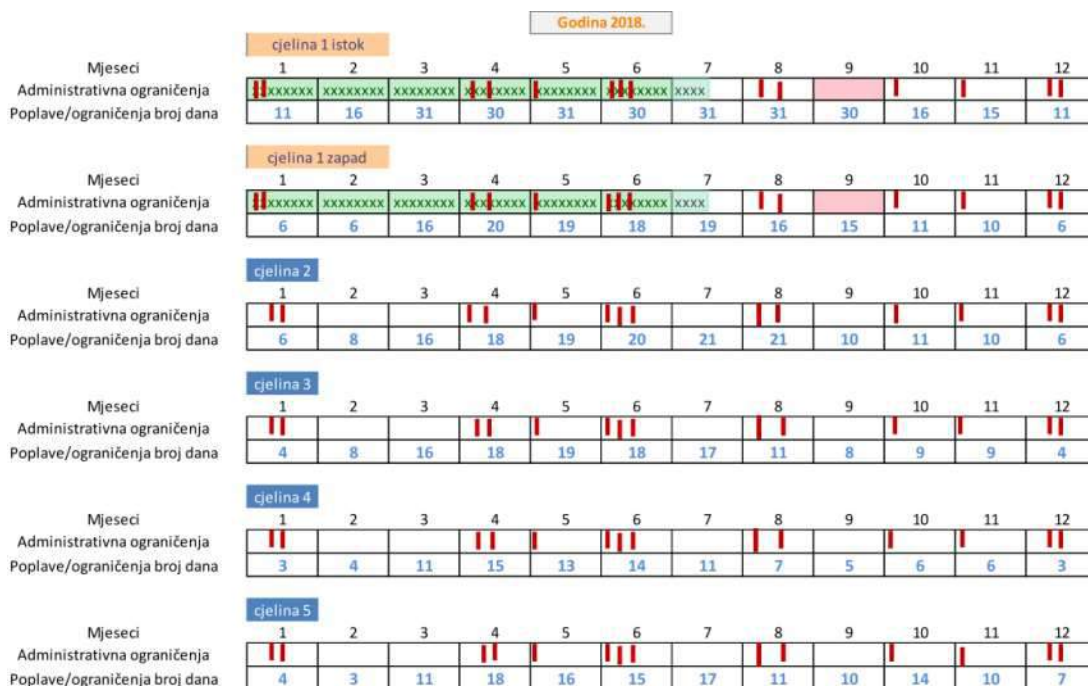 Godina 2018.
cjelina 1 istok
Mjeseci 1 2 3 4 5 6 7 8 9 10 11 12
Administrativna ograničenja xxxxxx xxxxxxxx xxxxxxxx xxxxxxxx xxxx
Poplave/ograničenja broj dana 11 16 31 30 31 30 31 31 30 16 15 11
cjelina 1 zapad
Mjeseci 1 2 3 4 5 6 7 8 9 10 11 12
Administrativna ograničenja xxxxxx xxxxxxxx xxxxxxxx xxxxxxxx xxxx
Poplave/ograničenja broj dana 6 6 16 20 19 18 19 16 15 11 10 6
cjelina 2
Mjeseci 1 2 3 4 5 6 7 8 9 10 11 12
Administrativna ograničenja
Poplave/ograničenja broj dana 6 8 16 18 19 20 21 21 10 11 10 6
cjelina 3
Mjeseci 1 2 3 4 5 6 7 8 9 10 11 12
Administrativna ograničenja
Poplave/ograničenja broj dana 4 8 16 18 19 18 17 11 8 9 9 4
cjelina 4
Mjeseci 1 2 3 4 5 6 7 8 9 10 11 12
Administrativna ograničenja
Poplave/ograničenja broj dana 3 4 11 15 13 14 11 7 5 6 6 3
cjelina 5
Mjeseci 1 2 3 4 5 6 7 8 9 10 11 12
Administrativna ograničenja
Poplave/ograničenja broj dana 4 3 11 18 16 15 17 11 10 14 10 7